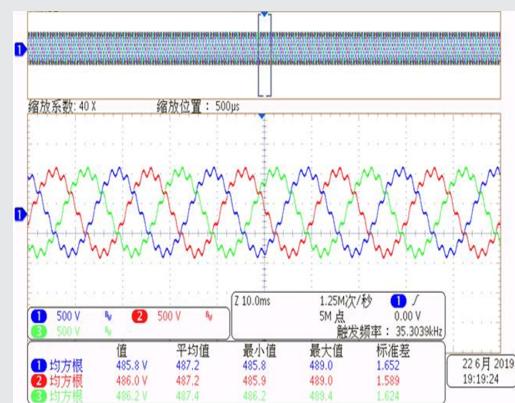 1
缩放系数: 40 X 缩放位置: 500μs
1
1 500 V 2 500 V
3 500 V
Z 10.0ms 1.25M次/秒 1
5M 点 0.00 V
触发频率: 35.3039kHz
值 平均值 最小值 最大值 标准差
1 均方根 485.8 V 487.2 485.8 489.0 1.652
2 均方根 486.0 V 487.2 485.9 489.0 1.589
3 均方根 486.2 V 487.4 486.2 489.4 1.624
22 6月 2019
19:19:24